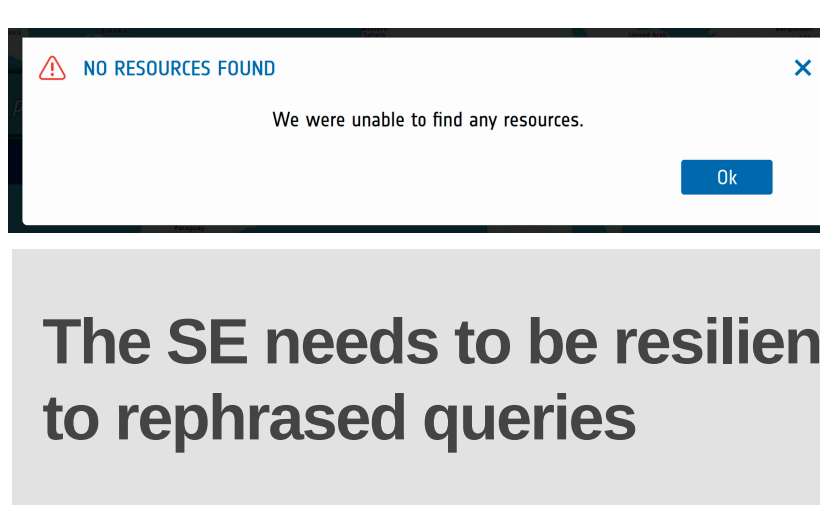 NO RESOURCES FOUND
We were unable to find any resources.
Ok
Paraguay
The SE needs to be resilien
to rephrased queries